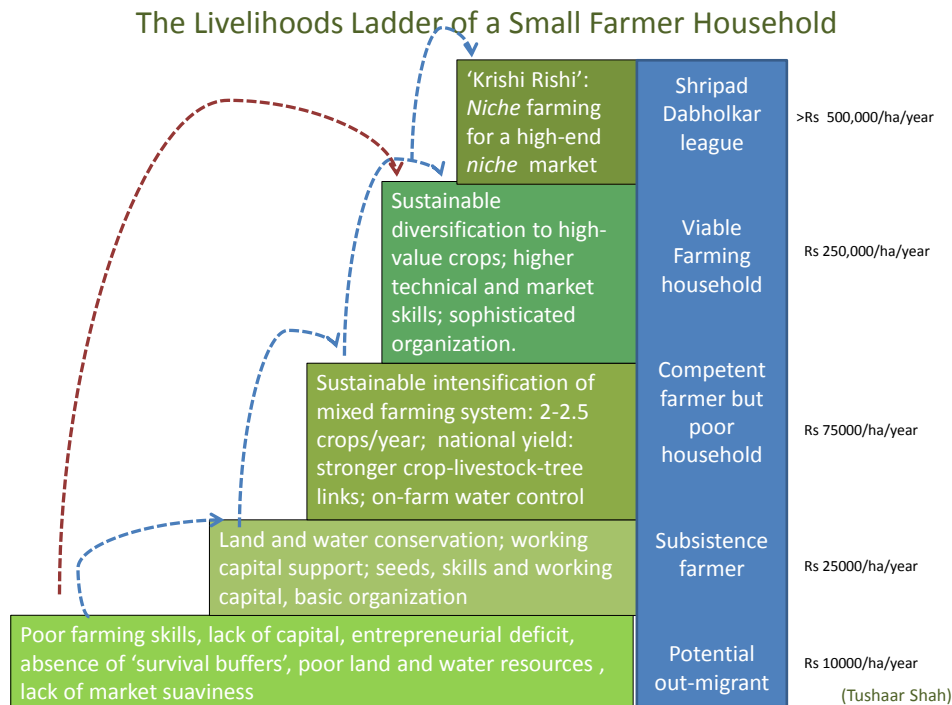 The Livelihoods Ladder of a Small Farmer Household
‘Krishi Rishi’:
Niche farming
for a high-end
niche market
Shripad
Dabholkar
league
>Rs 500,000/ha/year
Sustainable
diversification to high-
value crops; higher
technical and market
skills; sophisticated
organization.
Viable
Farming
household
Rs 250,000/ha/year
Sustainable intensification of
mixed farming system: 2-2.5
crops/year; national yield:
stronger crop-livestock-tree
links; on-farm water control
Competent
farmer but
poor
household
Rs 75000/ha/year
Land and water conservation; working
capital support; seeds, skills and working
capital, basic organization
Subsistence
farmer
Rs 25000/ha/year
Poor farming skills, lack of capital, entrepreneurial deficit,
absence of ‘survival buffers’, poor land and water resources ,
lack of market suaviness
Potential
out-migrant
Rs 10000/ha/year
(Tushaar Shah)